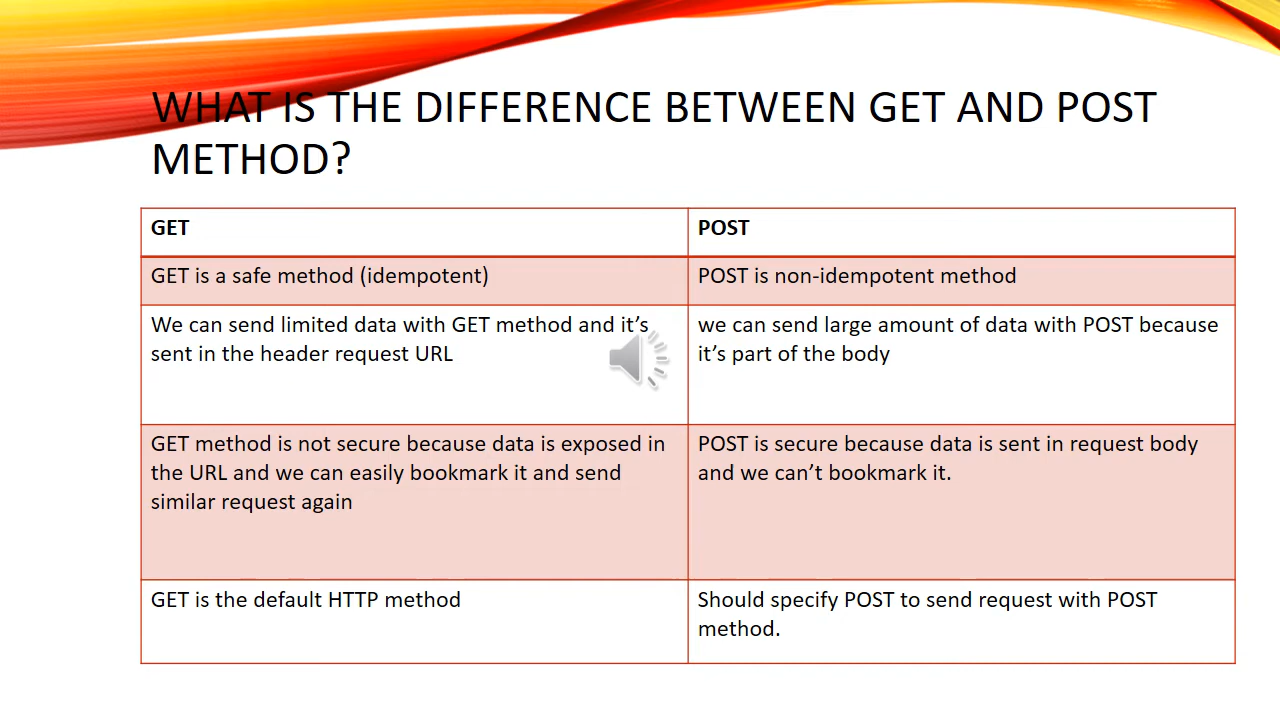 WHAT IS THE DIFFERENCE BETWEEN GET AND POST
METHOD?
GET
POST
GET is a safe method (idempotent)
POST is non-idempotent method
We can send limited data with GET method and it’s
sent in the header request URL
we can send large amount of data with POST because
it’s part of the body
GET method is not secure because data is exposed in
the URL and we can easily bookmark it and send
similar request again
POST is secure because data is sent in request body
and we can’t bookmark it.
GET is the default HTTP method
Should specify POST to send request with POST
method.